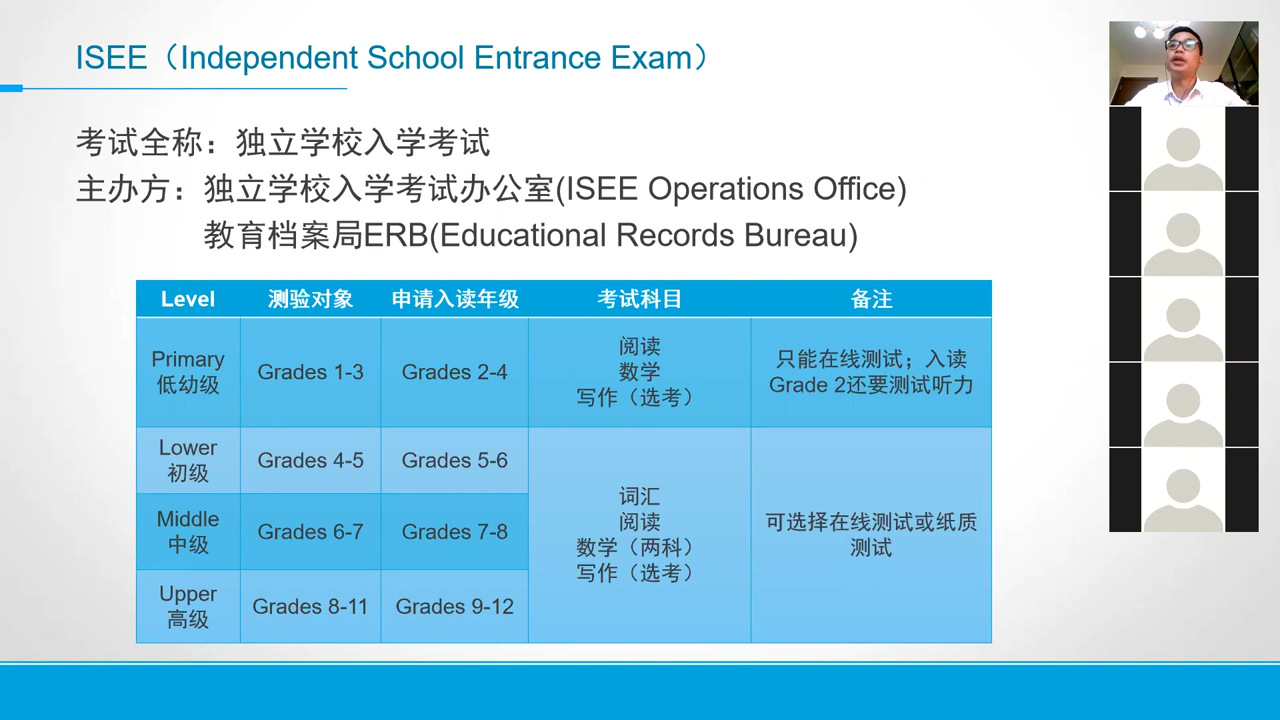 ISEE（Independent School Entrance Exam）
考试全称：独立学校入学考试
主办方：独立学校入学考试办公室(ISEE Operations Office)
教育档案局ERB(Educational Records Bureau)
Level 测验对象 申请入读年级 考试科目 备注
Primary
低幼级
Grades 1-3
Grades 2-4
阅读
数学
写作（选考）
只能在线测试；入读
Grade 2还要测试听力
Lower
初级
Grades 4-5
Grades 5-6
Middle
中级
Grades 6-7
Grades 7-8
Upper
高级
Grades 8-11
Grades 9-12
词汇
阅读
数学（两科）
写作（选考）
可选择在线测试或纸质
测试